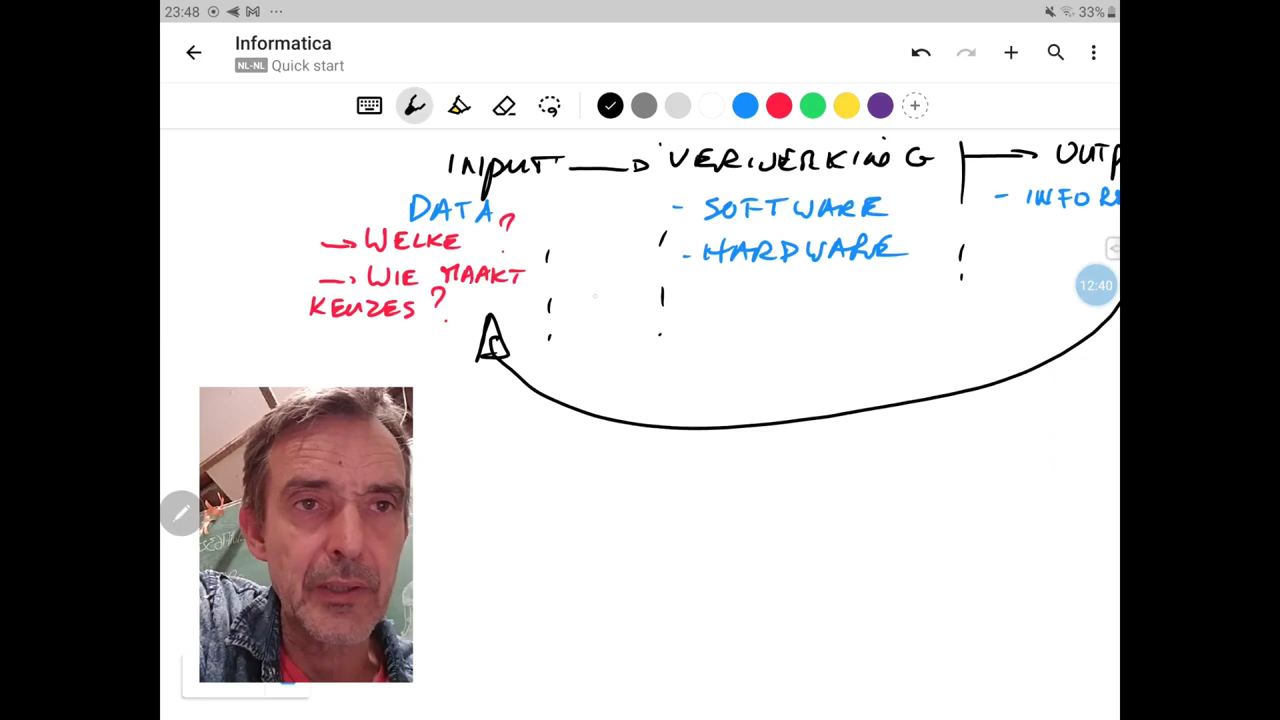 23:48
33%
Informatica
NL-NL Quick start
INPUT → VERWERKING → OUTP
DATA - SOFTWARE - INFOR
→ WELKE ? - HARDWARE
→ WIE MAAKT
KEUZES ?
12:40